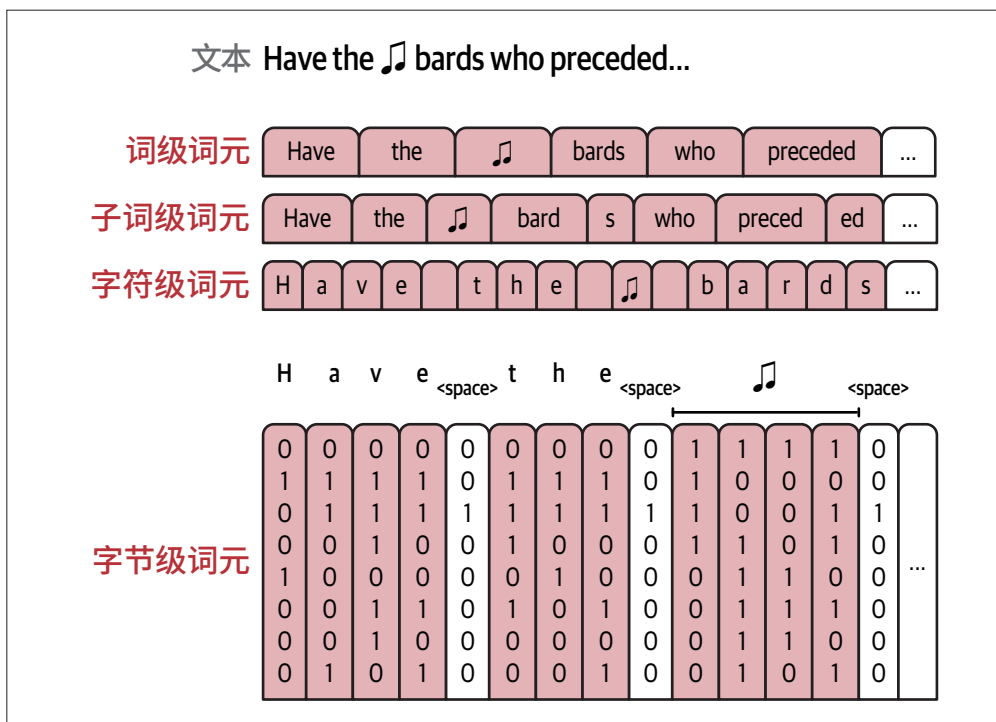 文本 Have the ♫ bards who preceded...
词级词元 Have the ♫ bards who preceded ...
子词级词元 Have the ♫ bard s who preced ed ...
字符级词元 H a v e t h e ♫ b a r d s ...
H a v e <space> t h e <space> ♫ <space>
0 0 0 0 0 0 0 0 0 1 1 1 1 0
1 1 1 1 0 1 1 1 0 1 0 0 0 0
0 1 1 1 1 1 1 1 1 1 0 0 1 1
0 0 1 0 0 1 0 0 0 1 1 0 1 0
字节级词元 1 0 0 0 0 0 1 0 0 0 1 1 0 0 ...
0 0 1 1 0 1 0 1 0 0 1 1 1 0
0 0 1 0 0 0 0 0 0 0 1 1 0 0
0 1 0 1 0 0 0 1 0 0 1 0 1 0